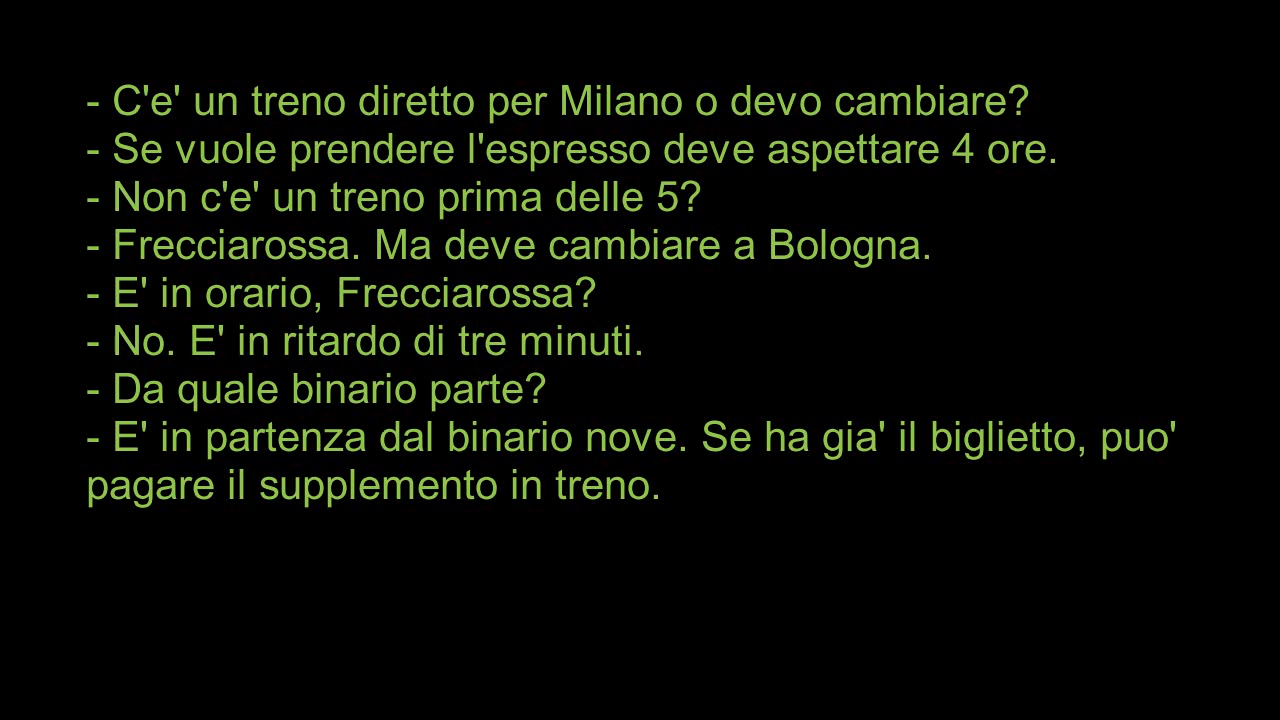 - C'e' un treno diretto per Milano o devo cambiare?
- Se vuole prendere l'espresso deve aspettare 4 ore.
- Non c'e' un treno prima delle 5?
- Frecciarossa. Ma deve cambiare a Bologna.
- E' in orario, Frecciarossa?
- No. E' in ritardo di tre minuti.
- Da quale binario parte?
- E' in partenza dal binario nove. Se ha gia' il biglietto, puo'
pagare il supplemento in treno.